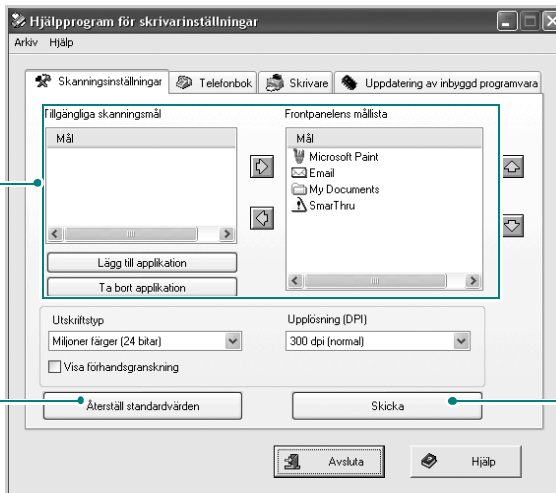 Hjälpprogram för skrivarinställningar
Arkiv Hjälp
Skanningsinställningar Telefonbok Skrivare Uppdatering av inbyggd programvara
Tillgängliga skanningsmål
Mål
Lägg till applikation
Ta bort applikation
Frontpanelens mållista
Mål
Microsoft Paint
Email
My Documents
SmarThru
Utskriftstyp
Miljoner färger (24 bitar)
Visa förhandsgranskning
Upplösning (DPI)
300 dpi (normal)
Återställ standardvärden
Skicka
Avsluta
Hjälp